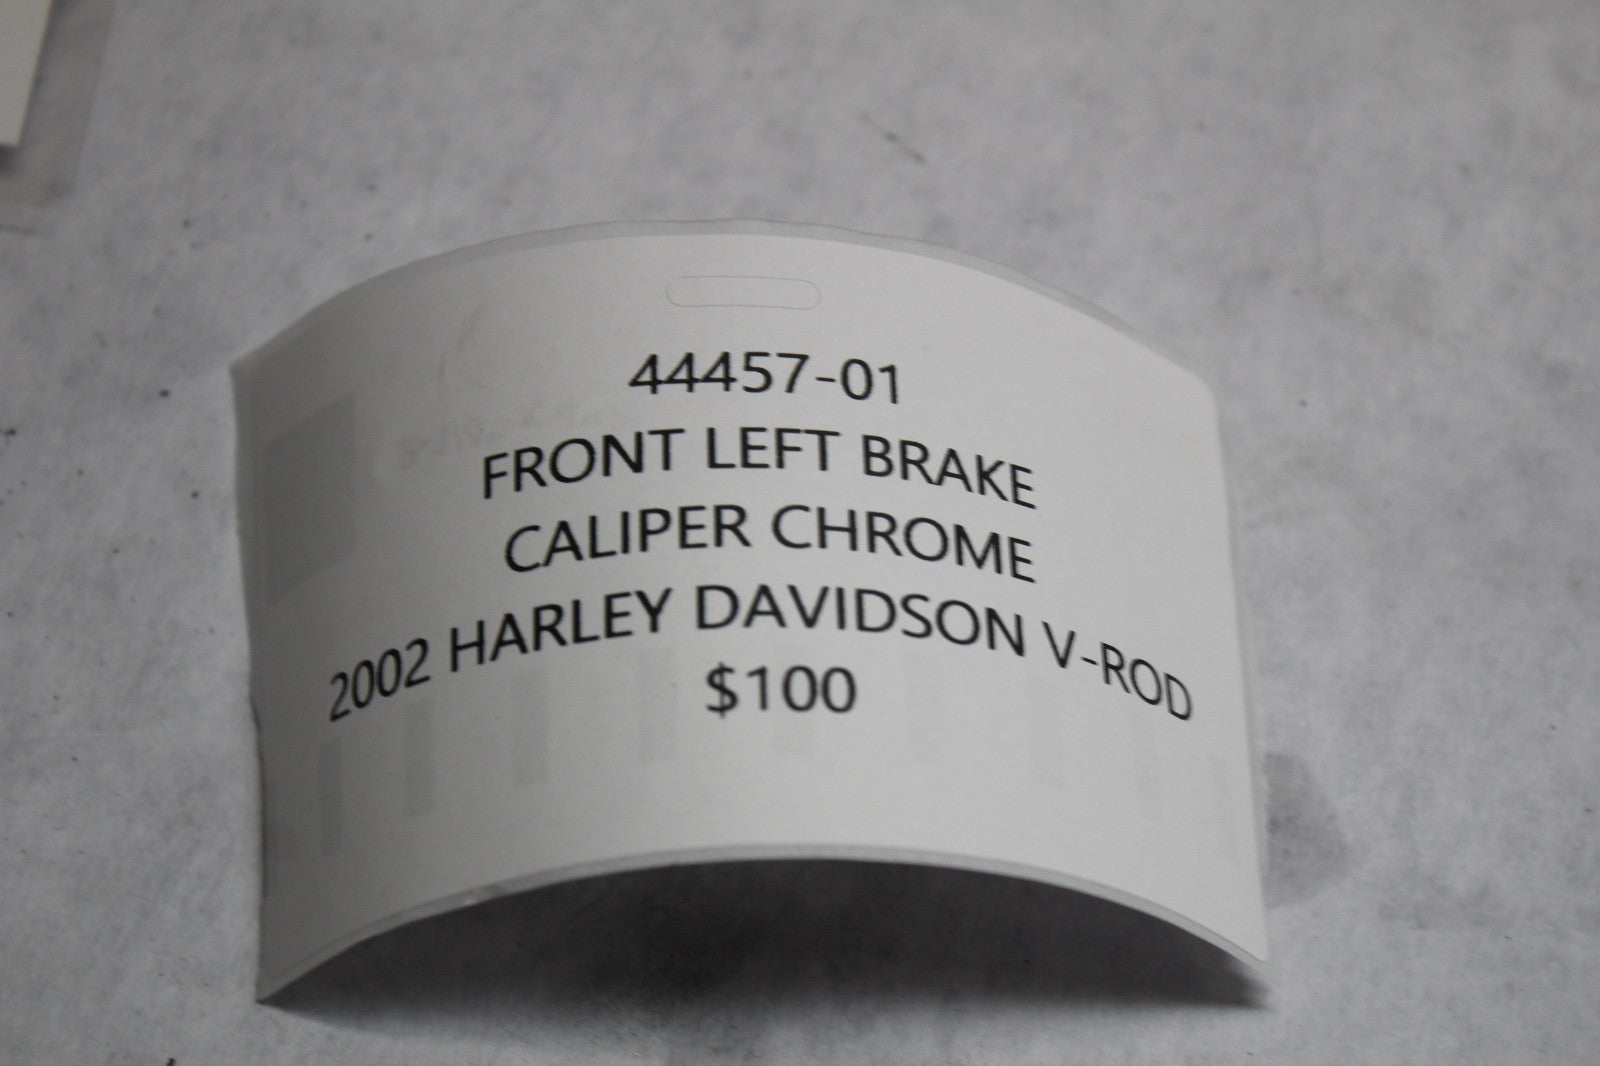 44457-01
FRONT LEFT BRAKE
CALIPER CHROME
2002 HARLEY DAVIDSON V-ROD
$100